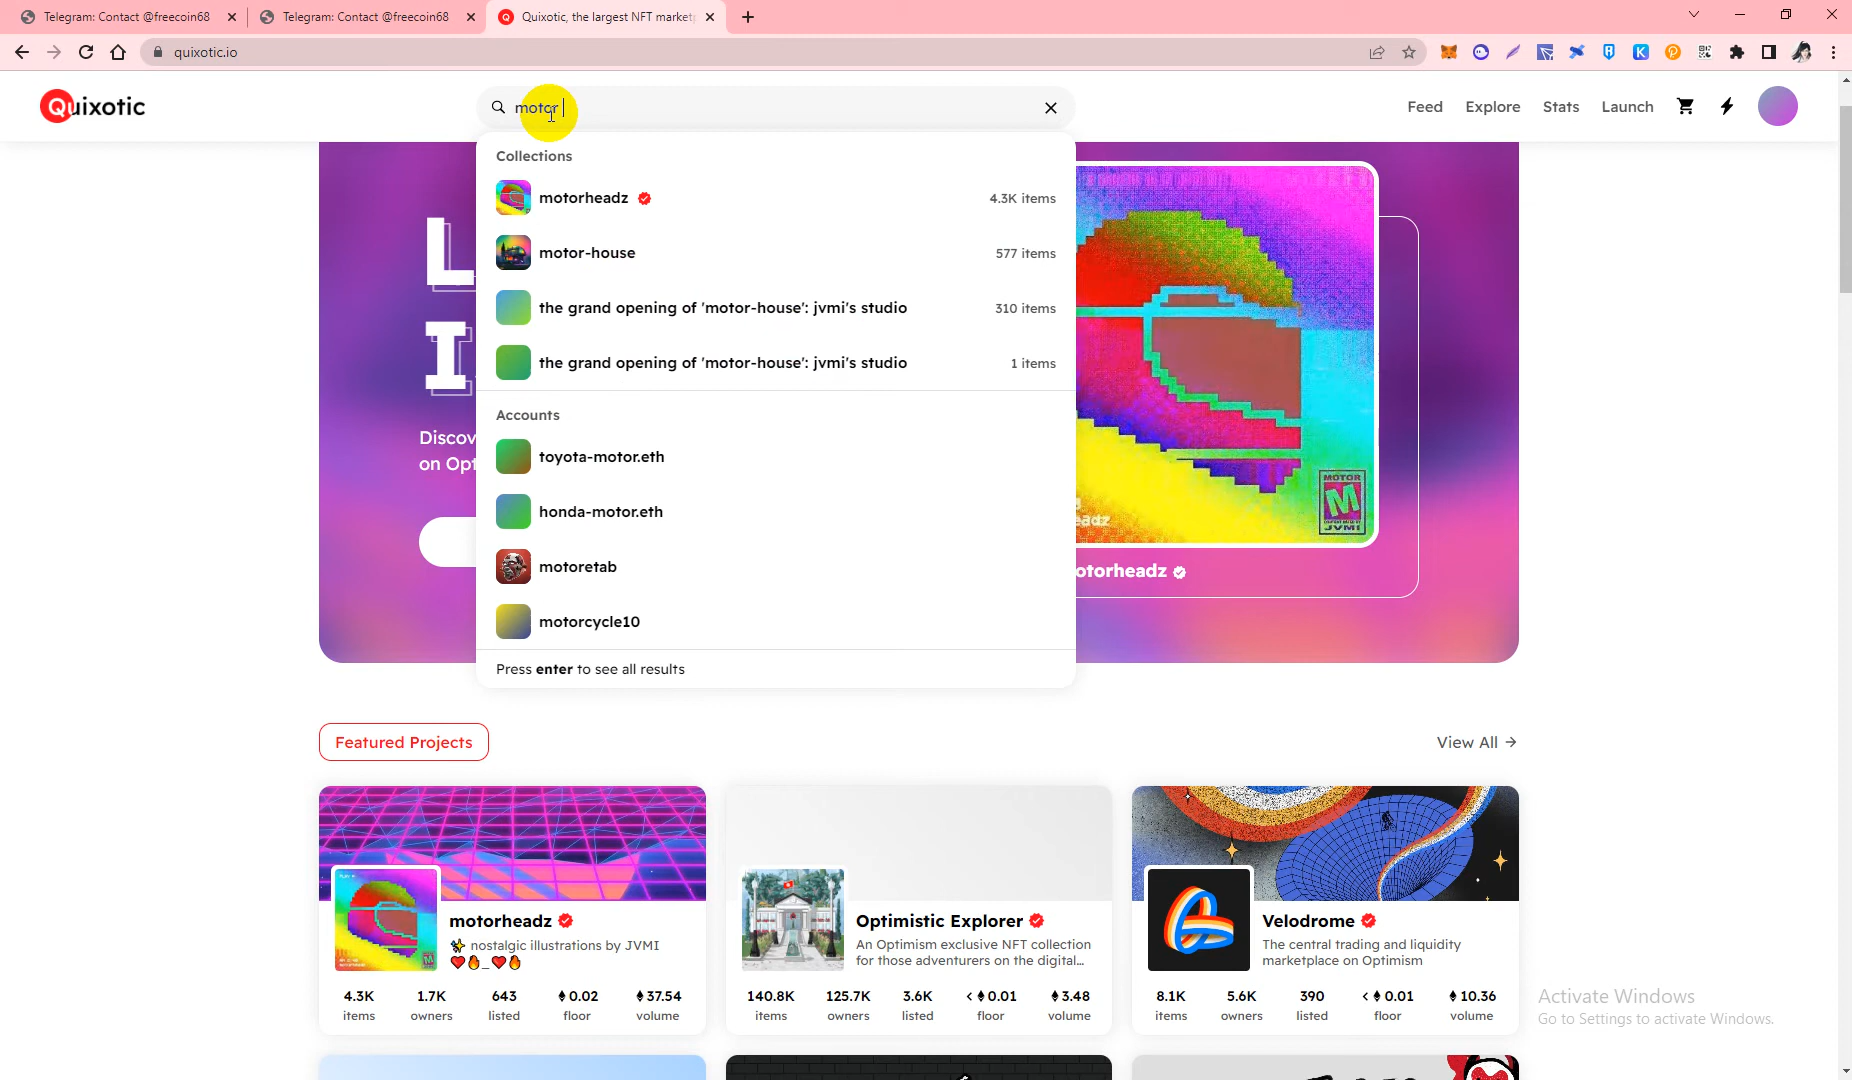 Telegram: Contact @freecoin68
Telegram: Contact @freecoin68
Quixotic, the largest NFT market
quixotic.io
Quixotic
motor
Feed
Explore
Stats
Launch
Collections
motorheadz
4.3K items
motor-house
577 items
the grand opening of 'motor-house': jvmi's studio
310 items
the grand opening of 'motor-house': jvmi's studio
1 items
Accounts
toyota-motor.eth
honda-motor.eth
motoretab
motorcycle10
Press enter to see all results
L
I
Discov
on Opt
MOTOR
M
JVMI
eadz
otorheadz
Featured Projects
View All →
motorheadz
✨ nostalgic illustrations by JVMI
❤️🔥_❤️🔥
4.3K 1.7K 643 0.02 37.54
items owners listed floor volume
Optimistic Explorer
An Optimism exclusive NFT collection
for those adventurers on the digital...
140.8K 125.7K 3.6K < 0.01 3.48
items owners listed floor volume
Velodrome
The central trading and liquidity
marketplace on Optimism
8.1K 5.6K 390 < 0.01 10.36
items owners listed floor volume
Activate Windows
Go to Settings to activate Windows.